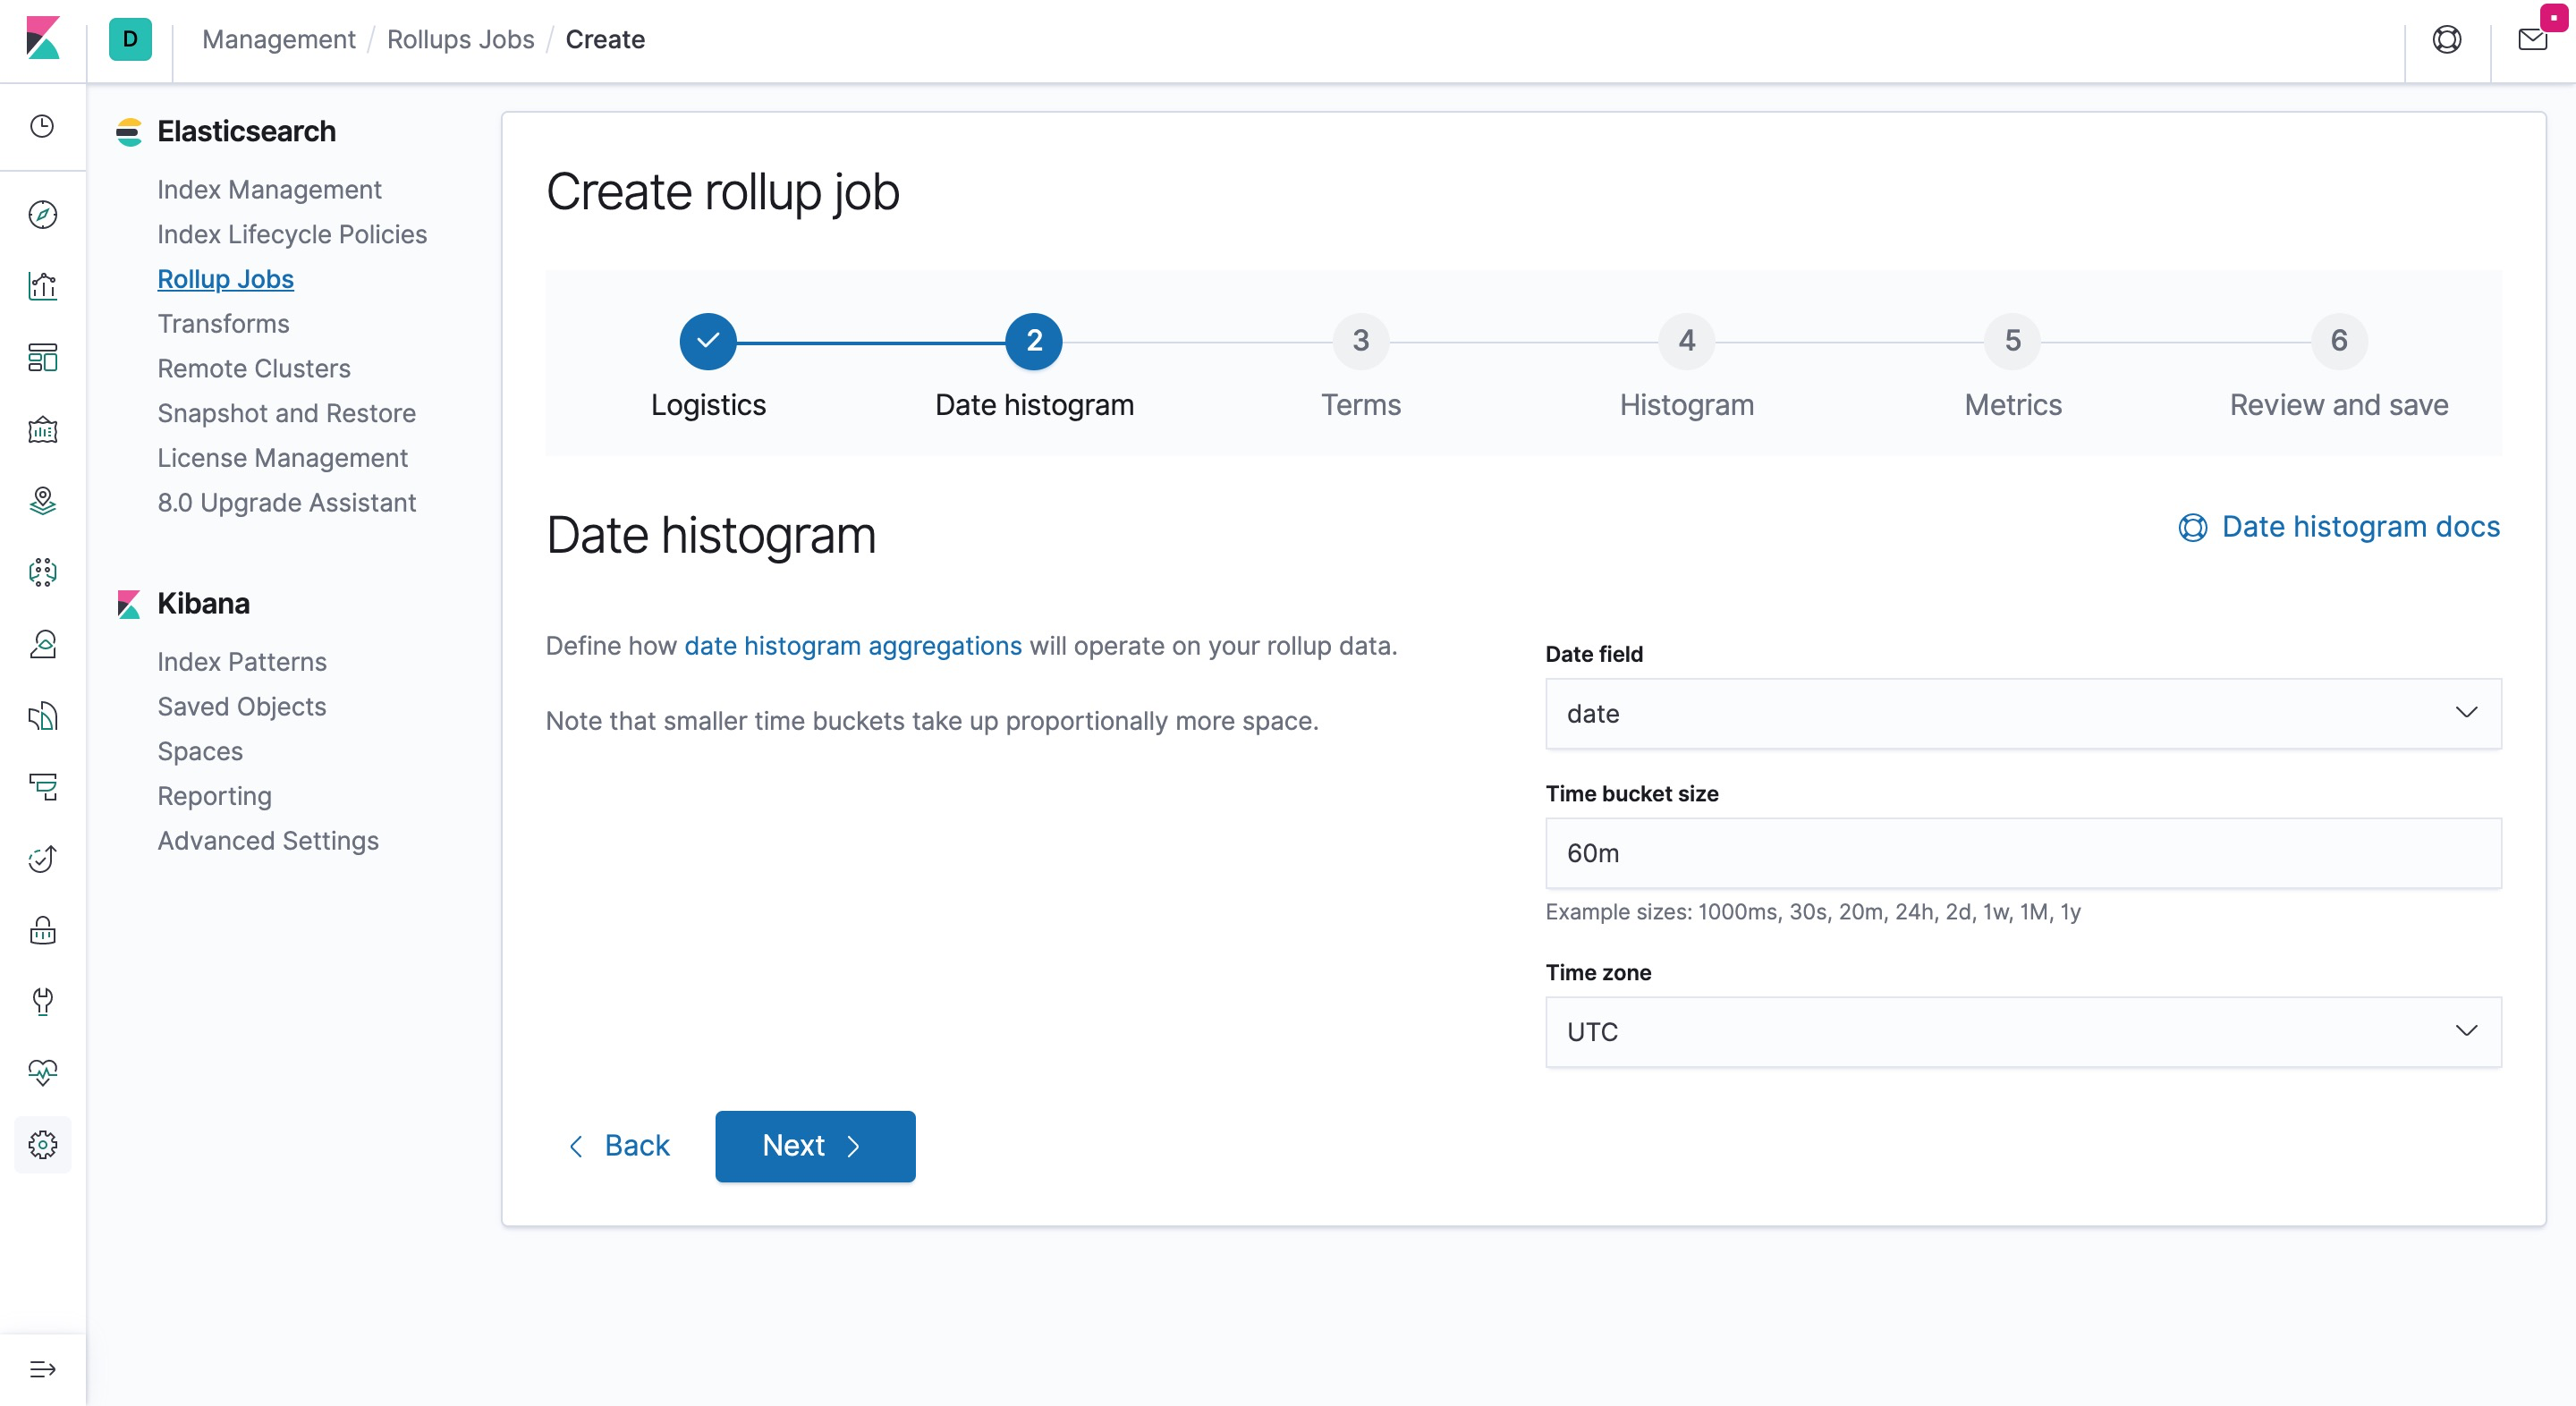 D
Management / Rollups Jobs / Create
Elasticsearch
Index Management
Index Lifecycle Policies
Rollup Jobs
Transforms
Remote Clusters
Snapshot and Restore
License Management
8.0 Upgrade Assistant
Kibana
Index Patterns
Saved Objects
Spaces
Reporting
Advanced Settings
Create rollup job
2 3 4 5 6
Logistics Date histogram Terms Histogram Metrics Review and save
Date histogram
Date histogram docs
Define how date histogram aggregations will operate on your rollup data.
Note that smaller time buckets take up proportionally more space.
Date field
date
Time bucket size
60m
Example sizes: 1000ms, 30s, 20m, 24h, 2d, 1w, 1M, 1y
Time zone
UTC
Back
Next